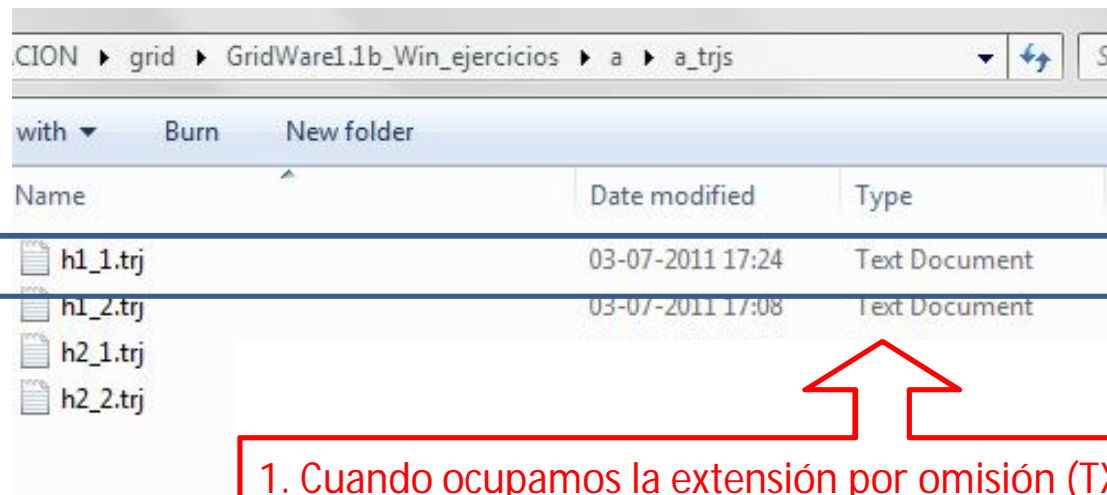 CION ▸ grid ▸ GridWare1.1b_Win_ejercicios ▸ a ▸ a_trjs
with Burn New folder
Name Date modified Type
h1_1.trj 03-07-2011 17:24 Text Document
h1_2.trj 03-07-2011 17:08 Text Document
h2_1.trj
h2_2.trj
1. Cuando ocupamos la extensión por omisión (TX